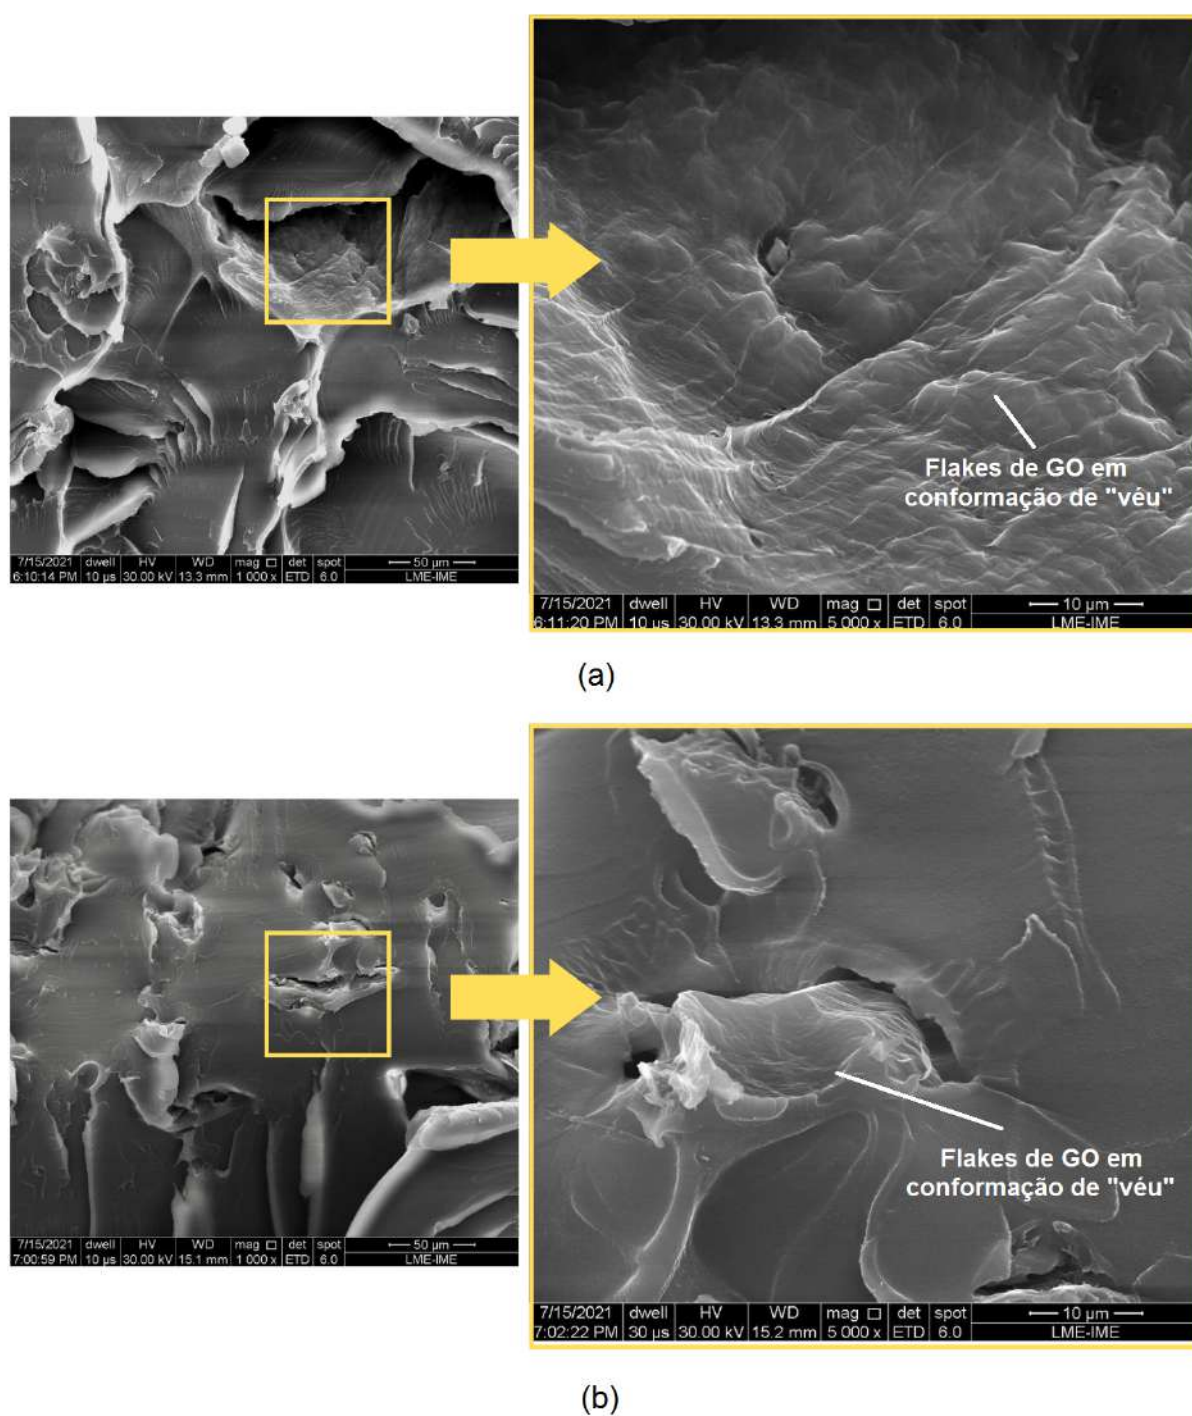 7/15/2021 dwell HV WD mag □ det spot 50 µm
6:10:14 PM 10 µs 30.00 kV 13.3 mm 1 000 x ETD 6.0 LME-IME
Flakes de GO em
conformação de "véu"
7/15/2021 dwell HV WD mag □ det spot 10 µm
6:11:20 PM 10 µs 30.00 kV 13.3 mm 5 000 x ETD 6.0 LME-IME
(a)
7/15/2021 dwell HV WD mag □ det spot 50 µm
7:00:59 PM 10 µs 30.00 kV 15.1 mm 1 000 x ETD 6.0 LME-IME
Flakes de GO em
conformação de "véu"
7/15/2021 dwell HV WD mag □ det spot 10 µm
7:02:22 PM 30 µs 30.00 kV 15.2 mm 5 000 x ETD 6.0 LME-IME
(b)